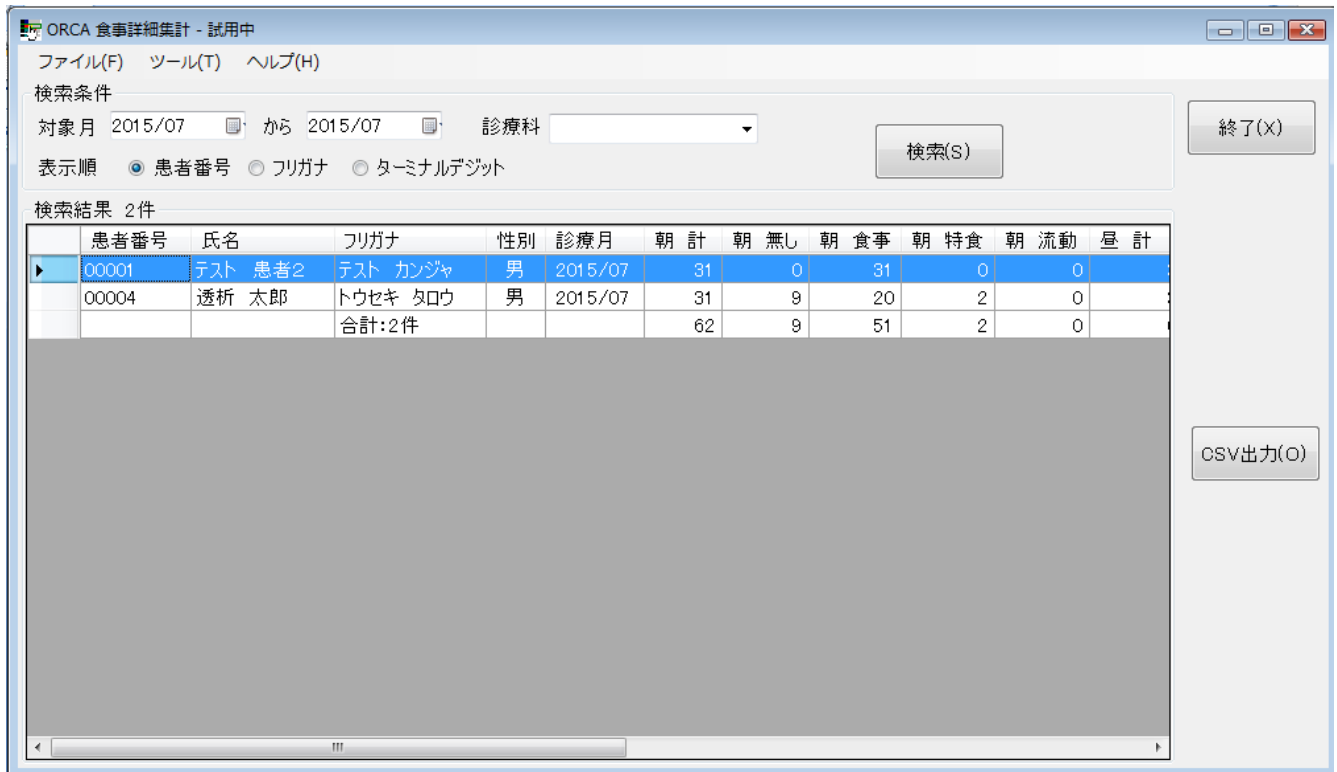 ORCA 食事詳細集計 - 試用中
ファイル(F) ツール(T) ヘルプ(H)
検索条件
対象月 2015/07 から 2015/07 診療科
検索(S)
終了(X)
表示順 患者番号 フリガナ ターミナルデジット
検索結果 2件
患者番号 氏名 フリガナ 性別 診療月 朝 計 朝 無し 朝 食事 朝 特食 朝 流動 昼 計
00001 テスト 患者2 テスト カンジャ 男 2015/07 31 0 31 0 0
00004 透析 太郎 トウセキ タロウ 男 2015/07 31 9 20 2 0
合計:2件 62 9 51 2 0
CSV出力(O)